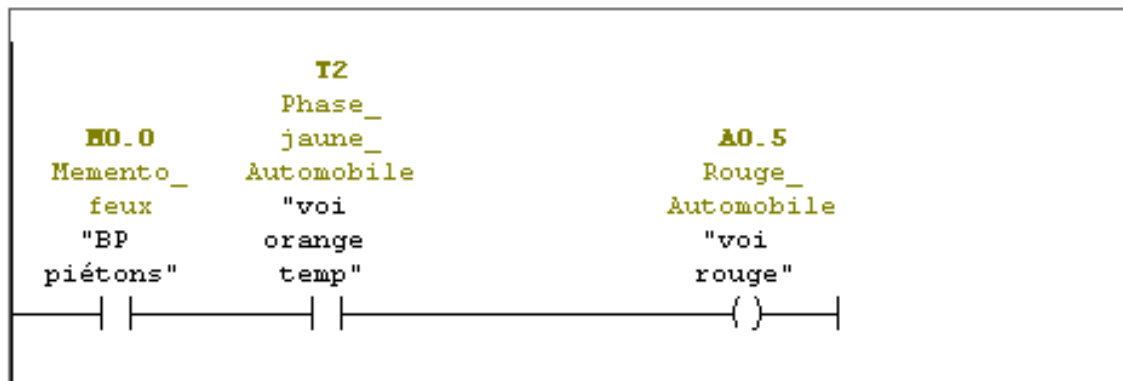 T2
Phase_
jaune_
Automobile
"voi
orange
temp"
M0.0
Memento_
feux
"BP
piétons"
A0.5
Rouge_
Automobile
"voi
rouge"